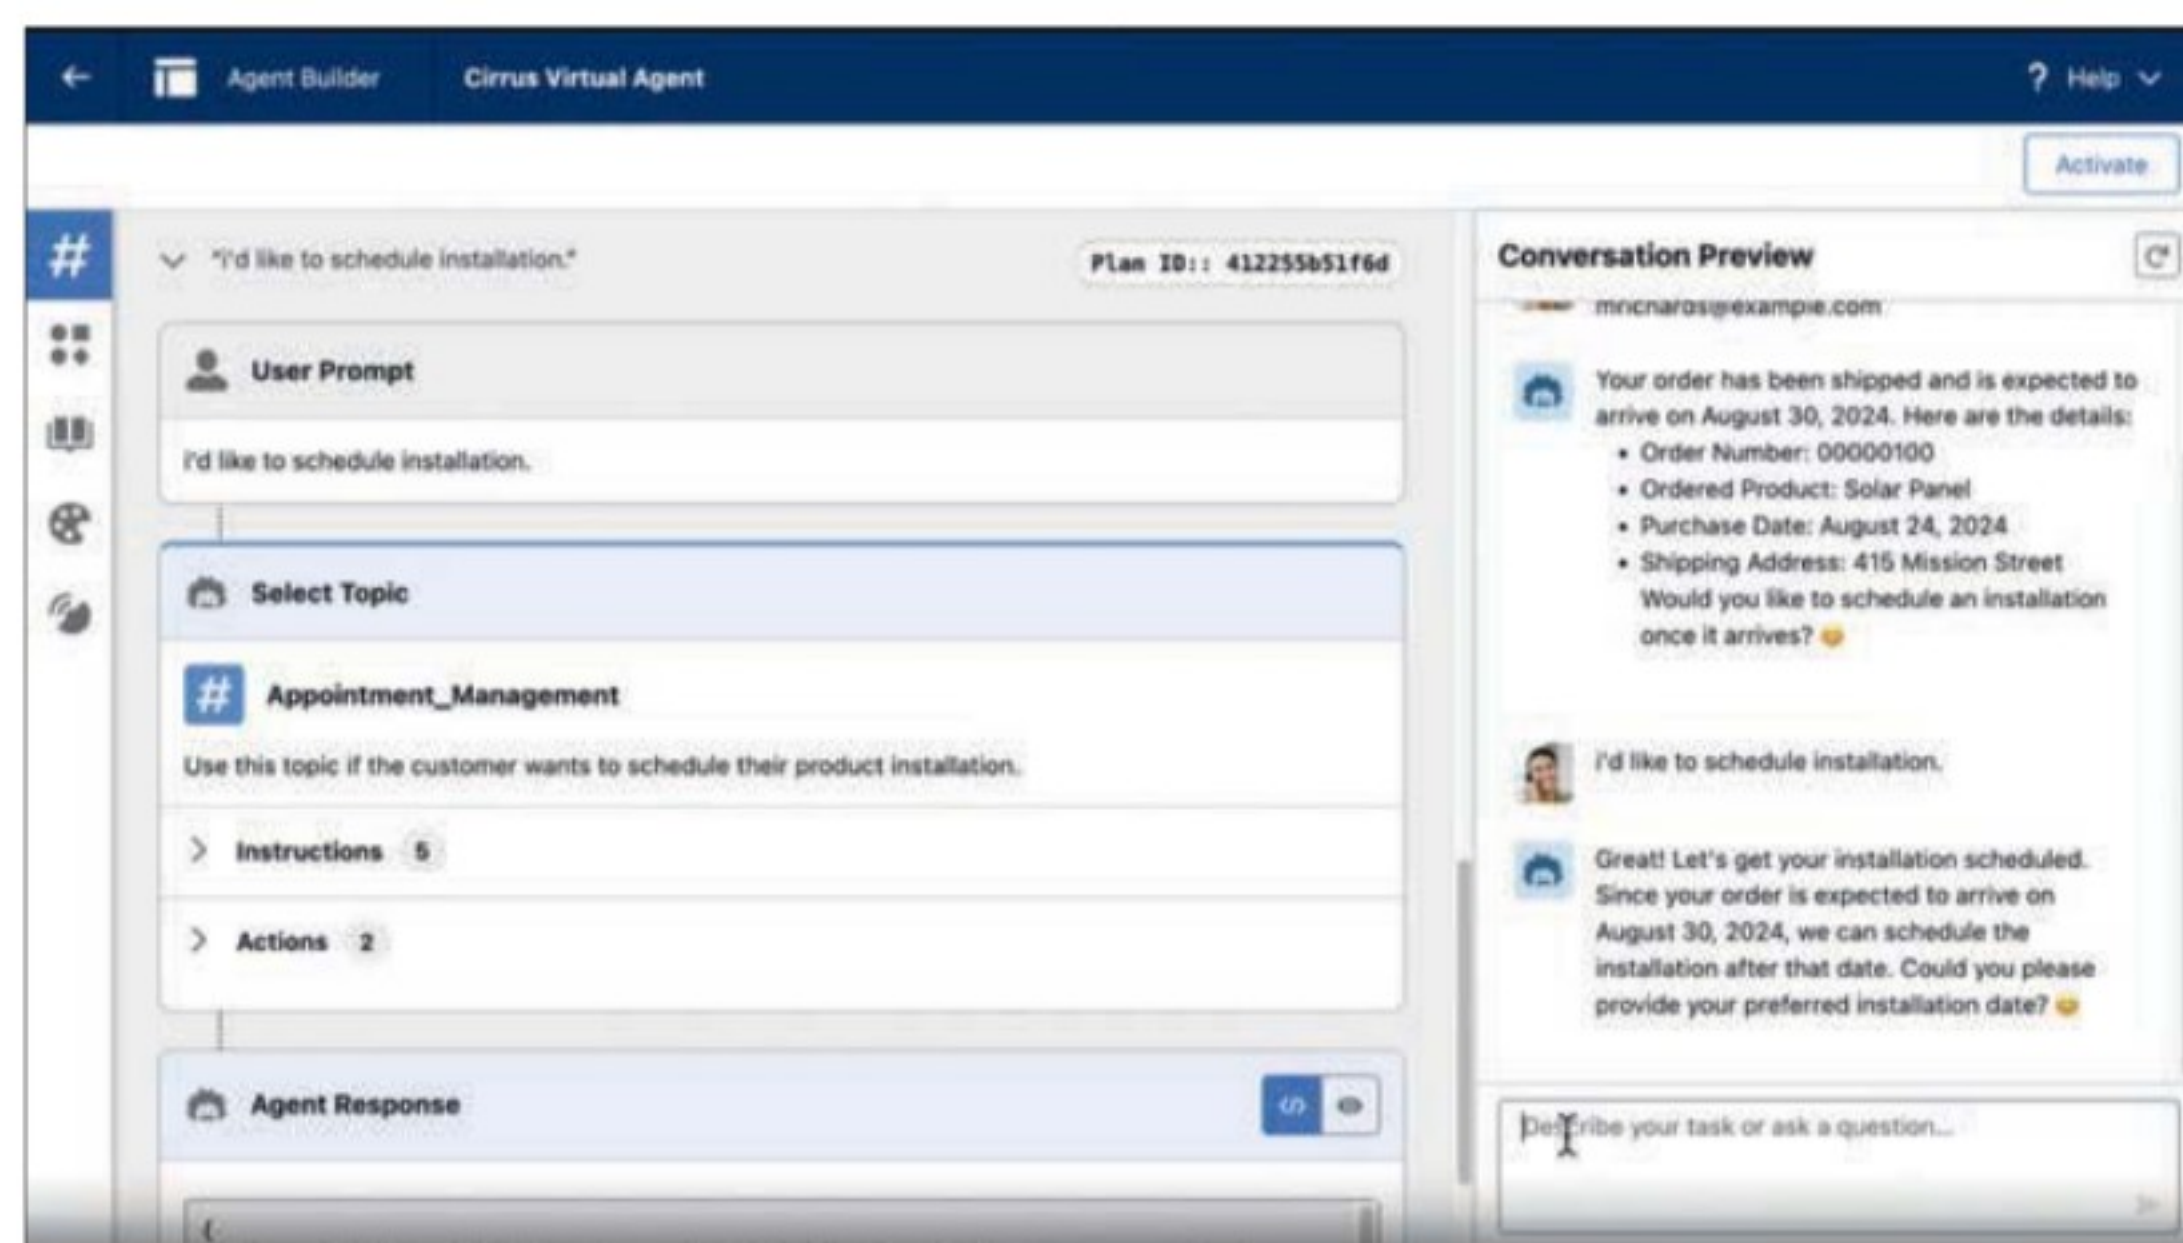 Agent Builder
Cirrus Virtual Agent
? Help
Activate
"i'd like to schedule installation."
Plan ID:: 412255b51f6d
User Prompt
i'd like to schedule installation.
Select Topic
# Appointment_Management
Use this topic if the customer wants to schedule their product installation.
Instructions 5
Actions 2
Agent Response
</>
{
Conversation Preview
mrichards@example.com
Your order has been shipped and is expected to
arrive on August 30, 2024. Here are the details:
• Order Number: 00000100
• Ordered Product: Solar Panel
• Purchase Date: August 24, 2024
• Shipping Address: 415 Mission Street
Would you like to schedule an installation
once it arrives? 😊
i'd like to schedule installation.
Great! Let's get your installation scheduled.
Since your order is expected to arrive on
August 30, 2024, we can schedule the
installation after that date. Could you please
provide your preferred installation date? 😊
Describe your task or ask a question...